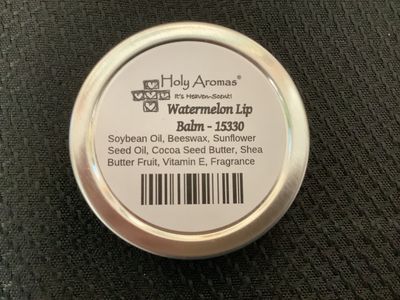 Holy Aromas®
It's Heaven-Scent!
Watermelon Lip
Balm - 15330
Soybean Oil, Beeswax, Sunflower
Seed Oil, Cocoa Seed Butter, Shea
Butter Fruit, Vitamin E, Fragrance